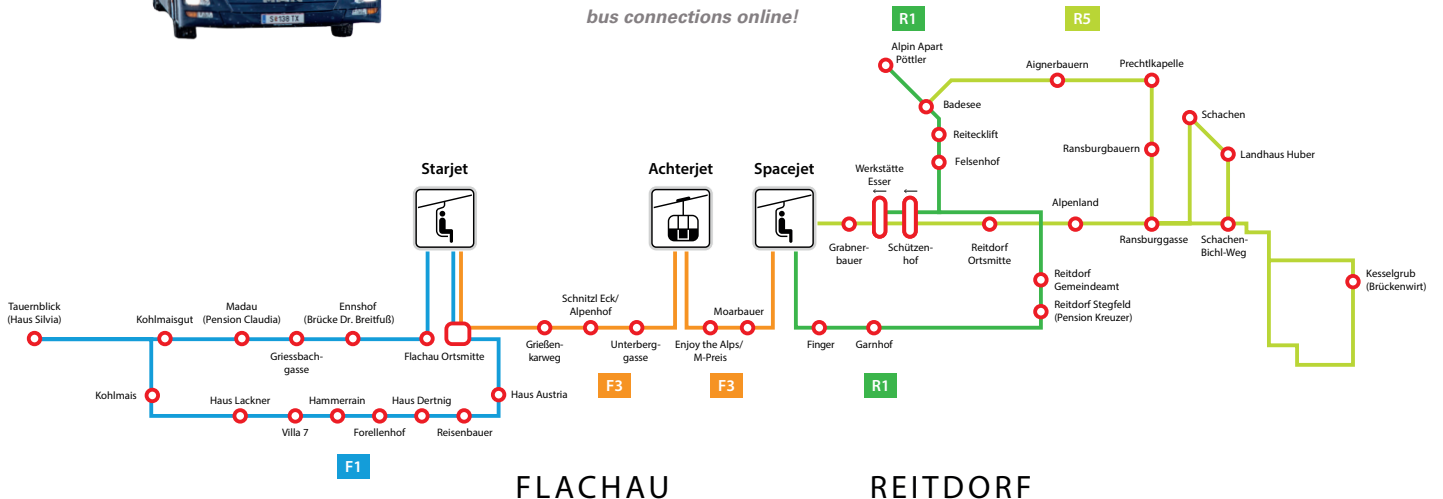 bus connections online!
S 138 TX
R1
R5
Alpin Apart
Pöttler
Aignerbauern
Prechtlkapelle
Badesee
Schachen
Reitecklift
Ransburgbauern
Landhaus Huber
Felsenhof
Starjet
Achterjet
Spacejet
Werkstätte
Esser
←
←
Alpenland
Grabner-
bauer
Schützen-
hof
Reitdorf
Ortsmitte
Ransburggasse
Schachen-
Bichl-Weg
Kesselgrub
(Brückenwirt)
Reitdorf
Gemeindeamt
Reitdorf Stegfeld
(Pension Kreuzer)
Tauernblick
(Haus Silvia)
Kohlmaisgut
Madau
(Pension Claudia)
Ennshof
(Brücke Dr. Breitfuß)
Schnitzl Eck/
Alpenhof
Moarbauer
Griessbach-
gasse
Flachau Ortsmitte
Grießen-
karweg
Unterberg-
gasse
Enjoy the Alps/
M-Preis
Finger
Garnhof
F3
F3
R1
Kohlmais
Haus Lackner
Hammerrain
Haus Dertnig
Haus Austria
Villa 7
Forellenhof
Reisenbauer
F1
FLACHAU
REITDORF